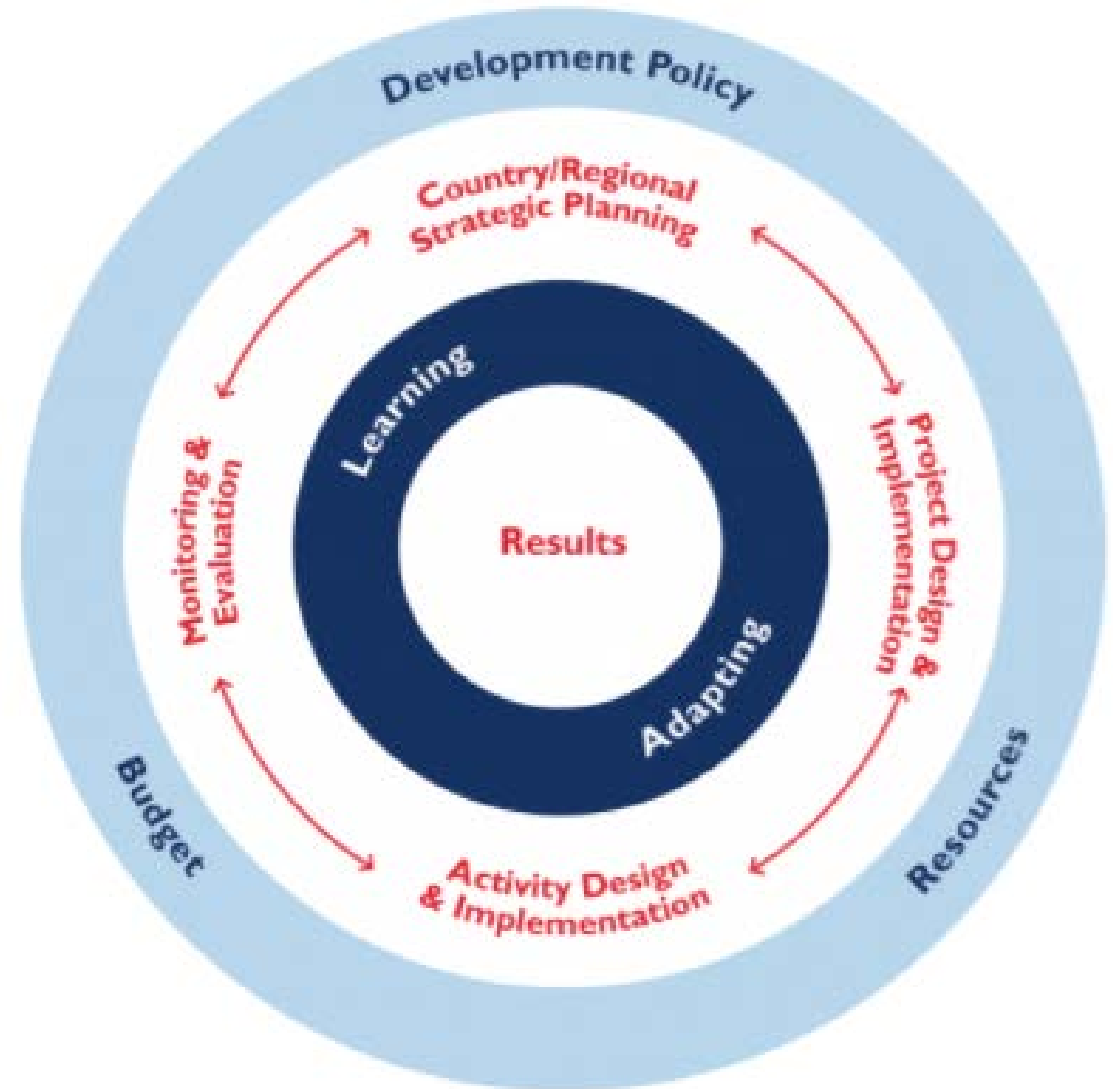 Development Policy
Country/Regional
Strategic Planning
Learning
Project Design &
Implementation
Monitoring &
Evaluation
Results
Adapting
Budget
Resources
Activity Design
& Implementation